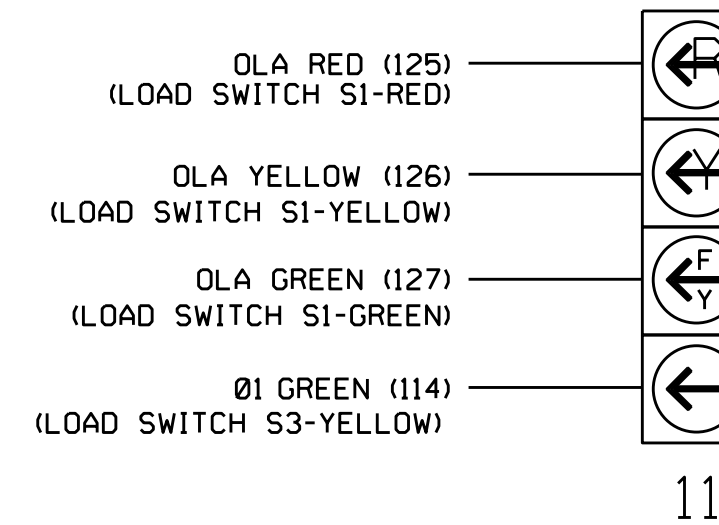 OLA RED (125)
(LOAD SWITCH S1-RED)
R
OLA YELLOW (126)
(LOAD SWITCH S1-YELLOW)
Y
OLA GREEN (127)
(LOAD SWITCH S1-GREEN)
F
Y
Ø1 GREEN (114)
(LOAD SWITCH S3-YELLOW)
11